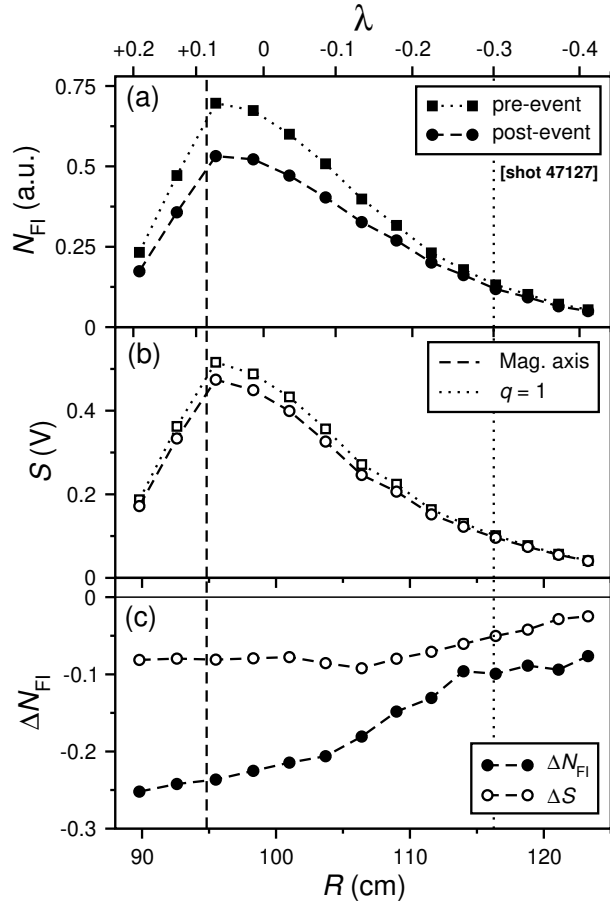 λ
+0.2 +0.1 0 -0.1 -0.2 -0.3 -0.4
(a)
pre-event
post-event
[shot 47127]
N_FI (a.u.)
0.75
0.5
0.25
0
(b)
Mag. axis
q = 1
S (V)
0.4
0.2
0
(c)
ΔN_FI
0
-0.1
-0.2
-0.3
ΔN_FI
ΔS
90 100 110 120
R (cm)